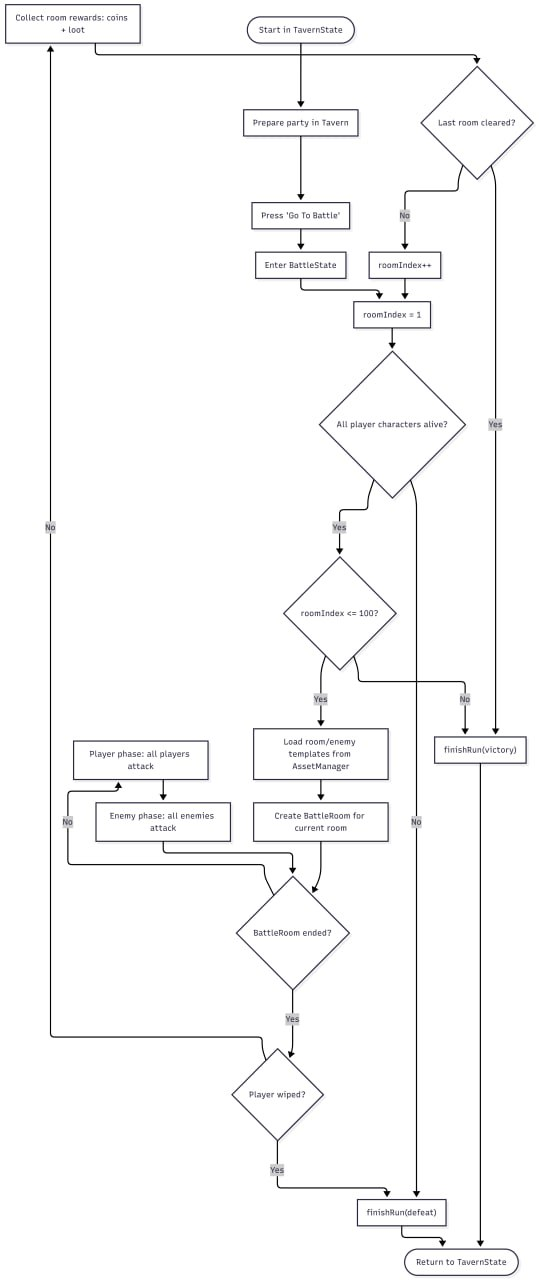 Collect room rewards: coins
+ loot
Start in TavernState
Prepare party in Tavern
Last room cleared?
No
Press 'Go To Battle'
Enter BattleState
roomIndex++
roomIndex = 1
All player characters alive?
Yes
No
Yes
roomIndex <= 100?
Yes
No
Load room/enemy
templates from
AssetManager
finishRun(victory)
Player phase: all players
attack
Enemy phase: all enemies
attack
Create BattleRoom for
current room
No
No
BattleRoom ended?
Yes
Player wiped?
Yes
finishRun(defeat)
Return to TavernState